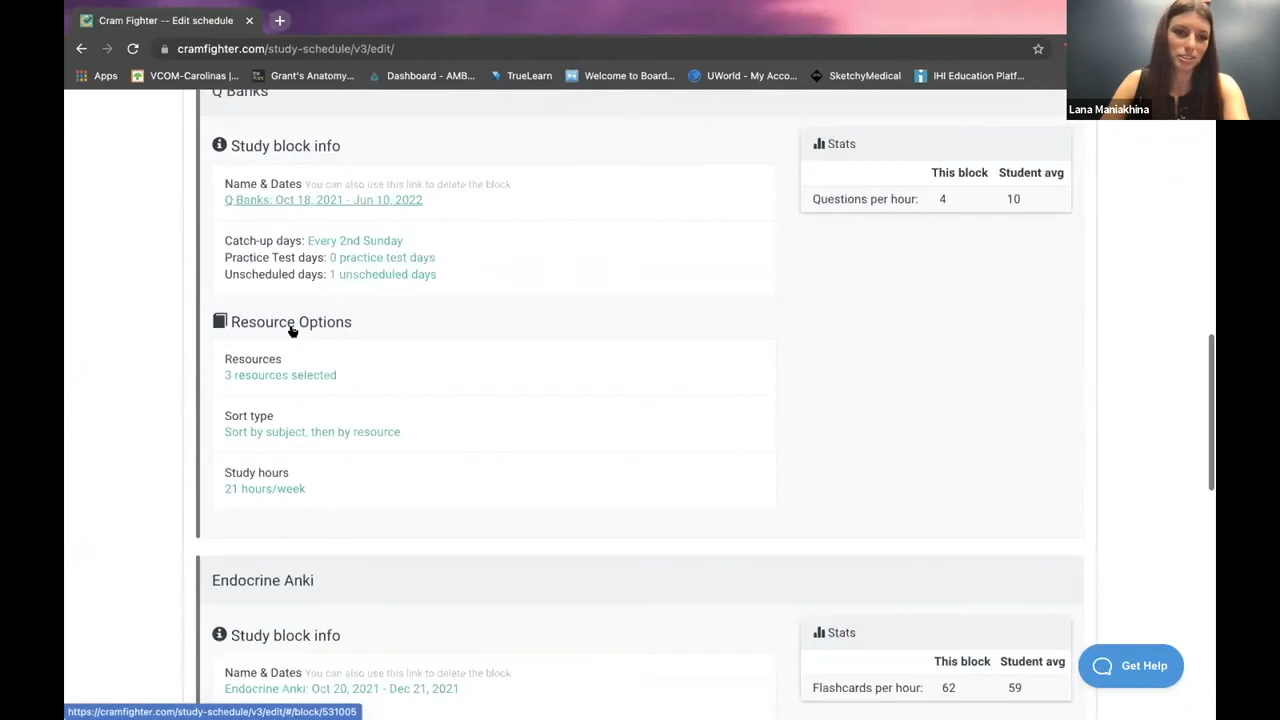 Cram Fighter -- Edit schedule
cramfighter.com/study-schedule/v3/edit/
Apps VCOM-Carolinas |... Grant's Anatomy... Dashboard - AMB... TrueLearn Welcome to Board... UWorld - My Acco... SketchyMedical IHI Education Platf...
Lana Maniakhina
Q Banks
Study block info
Name & Dates You can also use this link to delete the block
Q Banks: Oct 18, 2021 - Jun 10, 2022
Catch-up days: Every 2nd Sunday
Practice Test days: 0 practice test days
Unscheduled days: 1 unscheduled days
Stats
This block Student avg
Questions per hour: 4 10
Resource Options
Resources
3 resources selected
Sort type
Sort by subject, then by resource
Study hours
21 hours/week
Endocrine Anki
Study block info
Name & Dates You can also use this link to delete the block
Endocrine Anki: Oct 20, 2021 - Dec 21, 2021
Stats
This block Student avg
Flashcards per hour: 62 59
Get Help
https://cramfighter.com/study-schedule/v3/edit/#/block/531005